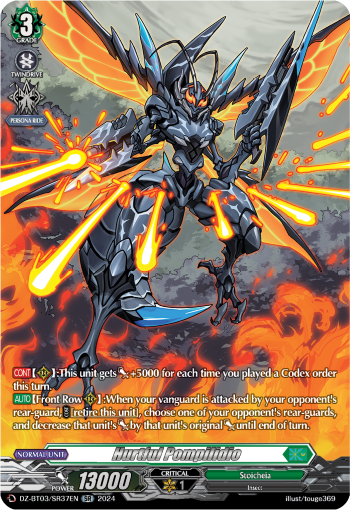 3
GRADE
TWINDRIVE
PERSONA RIDE
CONT【】:This unit gets +5000 for each time you played a Codex order
this turn.
AUTO【Front Row】:When your vanguard is attacked by your opponent's
rear-guard, [retire this unit], choose one of your opponent's rear-guards,
and decrease that unit's by that unit's original until end of turn.
NORMAL UNIT
Hurtful Pompilidio
POWER 13000 CRITICAL 1
Stoicheia
Insect
DZ-BT03/SR37EN SR 2024
illust/touge369